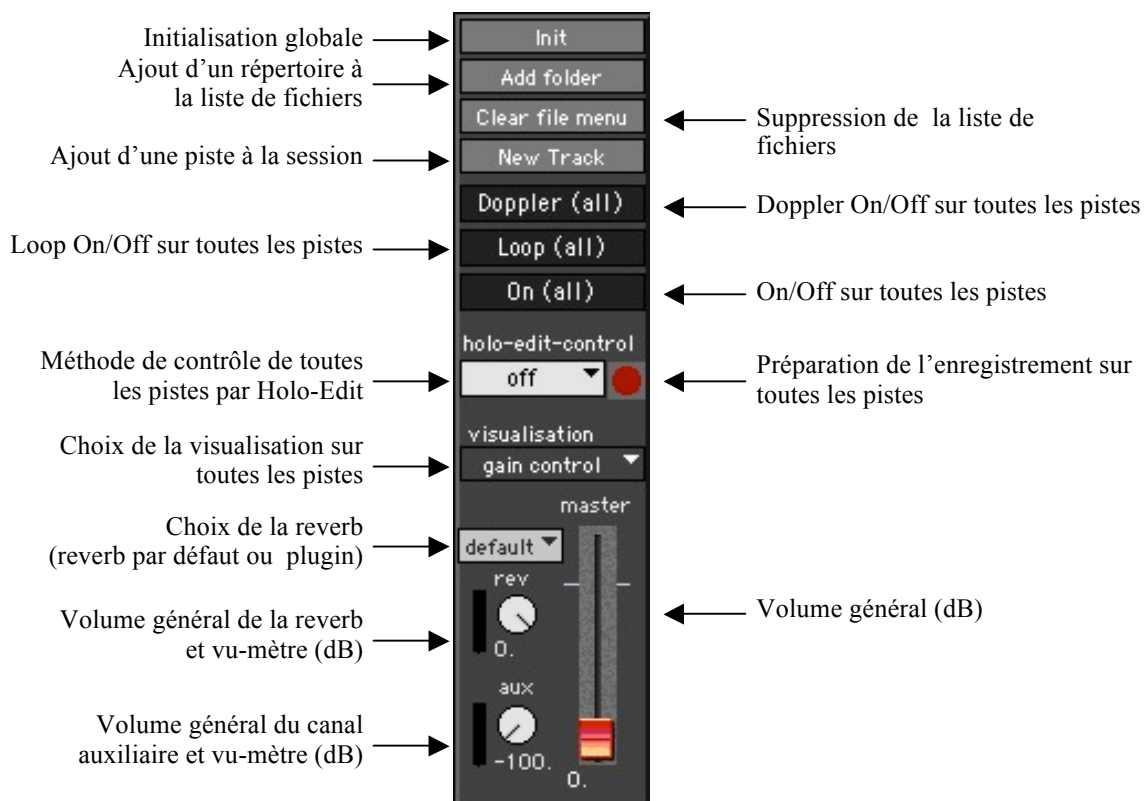 Initialisation globale
Init
Ajout d'un répertoire à
la liste de fichiers
Add folder
Clear file menu
Suppression de la liste de
fichiers
Ajout d'une piste à la session
New Track
Doppler (all)
Doppler On/Off sur toutes les pistes
Loop On/Off sur toutes les pistes
Loop (all)
On (all)
On/Off sur toutes les pistes
holo-edit-control
Méthode de contrôle de toutes
les pistes par Holo-Edit
off
Préparation de l'enregistrement sur
toutes les pistes
visualisation
Choix de la visualisation sur
toutes les pistes
gain control
master
Choix de la reverb
(reverb par défaut ou plugin)
default
rev
Volume général de la reverb
et vu-mètre (dB)
0.
Volume général (dB)
aux
Volume général du canal
auxiliaire et vu-mètre (dB)
-100.
0.